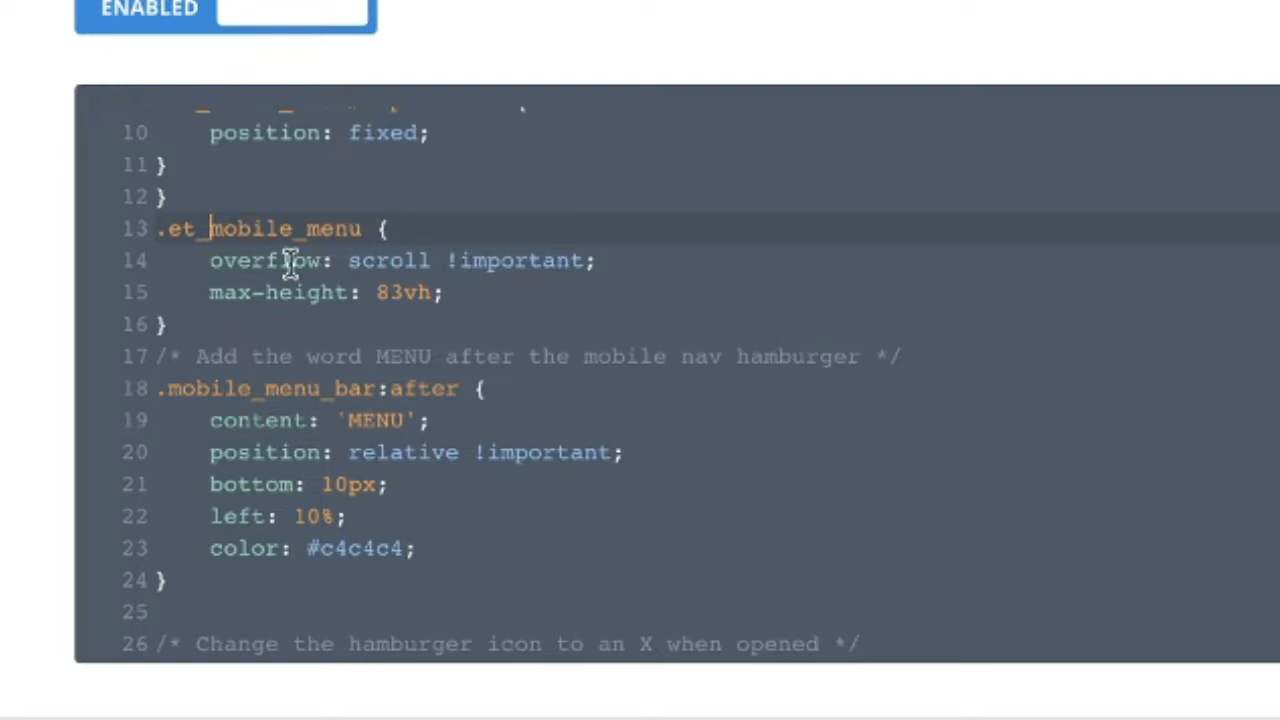 ENABLED
10 position: fixed;
11 }
12 }
13 .et_mobile_menu {
14 overflow: scroll !important;
15 max-height: 83vh;
16 }
17 /* Add the word MENU after the mobile nav hamburger */
18 .mobile_menu_bar:after {
19 content: 'MENU';
20 position: relative !important;
21 bottom: 10px;
22 left: 10%;
23 color: #c4c4c4;
24 }
25
26 /* Change the hamburger icon to an X when opened */